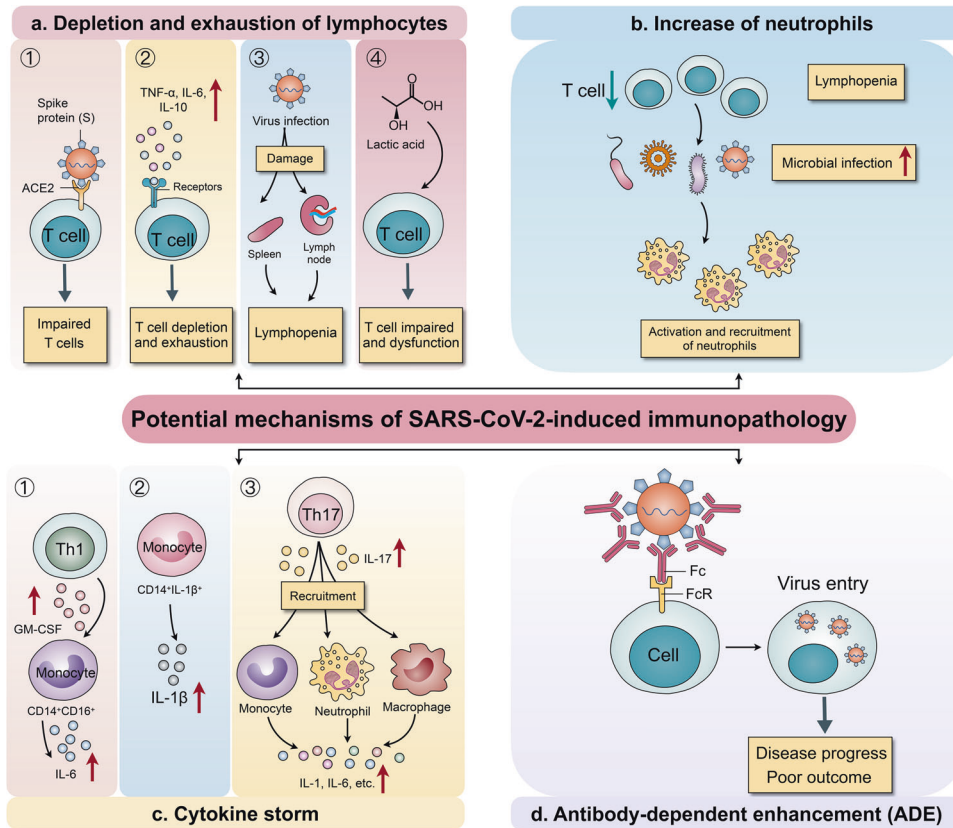 a. Depletion and exhaustion of lymphocytes
①
Spike
protein (S)
ACE2
T cell
Impaired
T cells
②
TNF-α, IL-6,
IL-10
Receptors
T cell
T cell depletion
and exhaustion
③
Virus infection
Damage
Spleen
Lymph
node
Lymphopenia
④
OH
O
OH
Lactic acid
T cell
T cell impaired
and dysfunction
b. Increase of neutrophils
T cell
Lymphopenia
Microbial infection
Activation and recruitment
of neutrophils
Potential mechanisms of SARS-CoV-2-induced immunopathology
①
Th1
GM-CSF
Monocyte
CD14⁺CD16⁺
IL-6
②
Monocyte
CD14⁺IL-1β⁺
IL-1β
③
Th17
IL-17
Recruitment
Monocyte
Neutrophil
Macrophage
IL-1, IL-6, etc.
c. Cytokine storm
Fc
FcR
Cell
Virus entry
Disease progress
Poor outcome
d. Antibody-dependent enhancement (ADE)